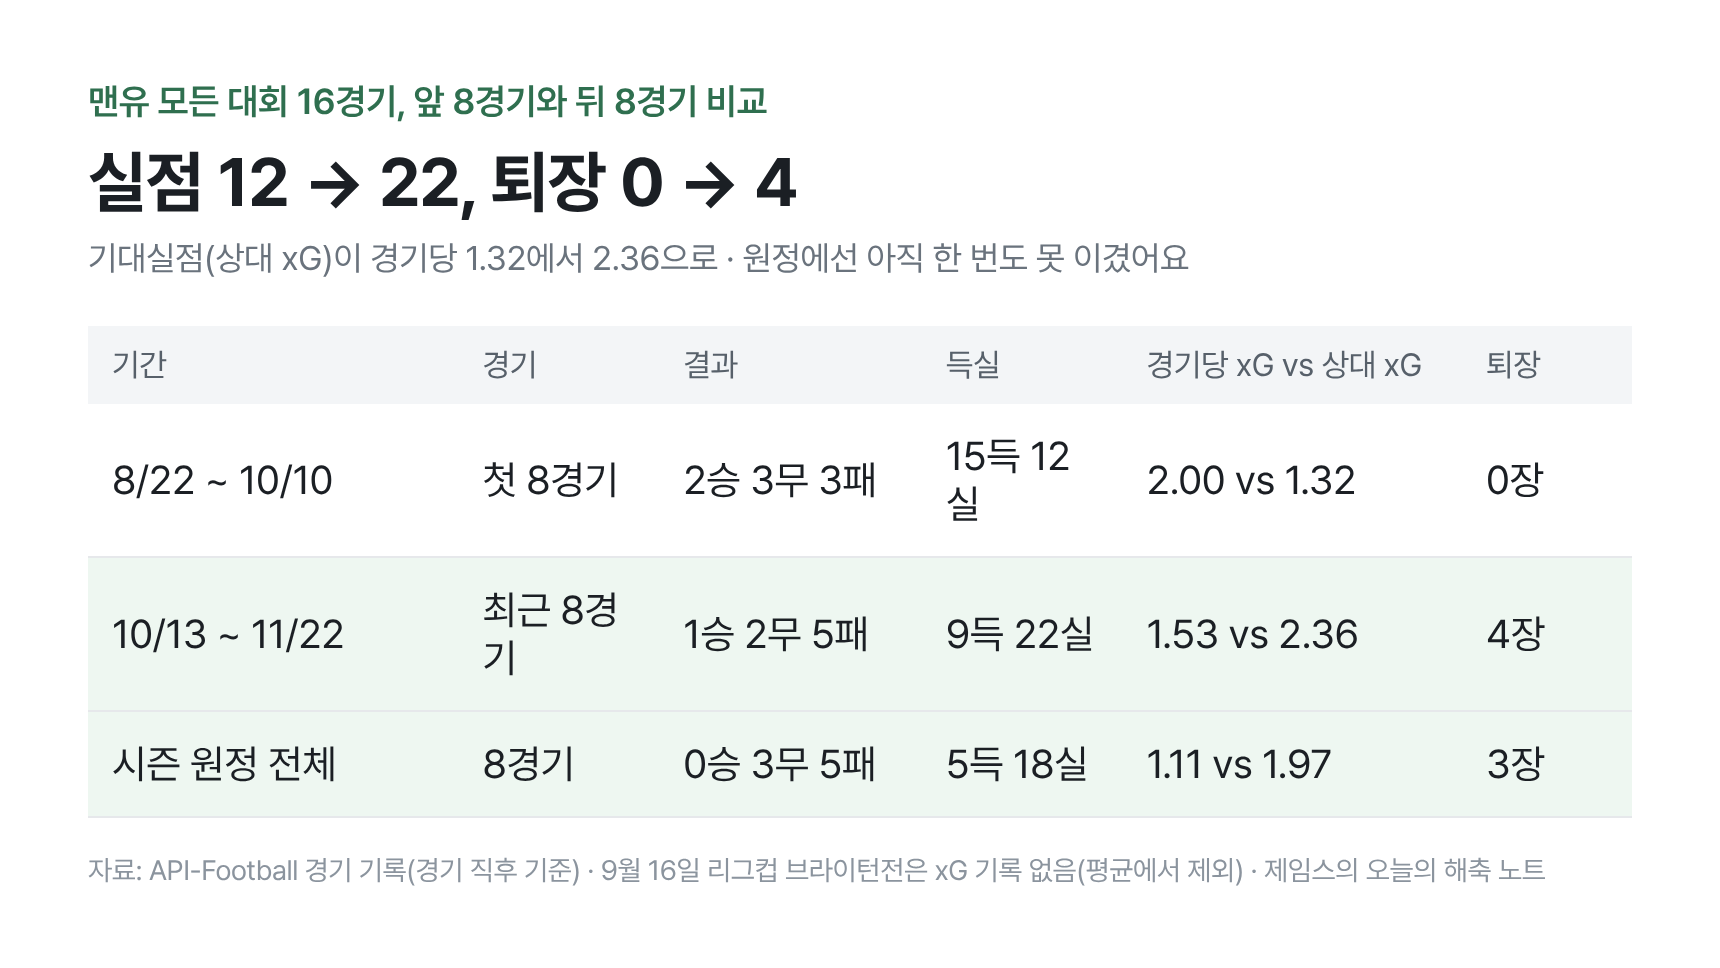 맨유 모든 대회 16경기, 앞 8경기와 뒤 8경기 비교
실점 12 → 22, 퇴장 0 → 4
기대실점(상대 xG)이 경기당 1.32에서 2.36으로 · 원정에선 아직 한 번도 못 이겼어요
기간 경기 결과 득실 경기당 xG vs 상대 xG 퇴장
8/22 ~ 10/10 첫 8경기 2승 3무 3패 15득 12
실 2.00 vs 1.32 0장
10/13 ~ 11/22 최근 8경
기 1승 2무 5패 9득 22실 1.53 vs 2.36 4장
시즌 원정 전체 8경기 0승 3무 5패 5득 18실 1.11 vs 1.97 3장
자료: API-Football 경기 기록(경기 직후 기준) · 9월 16일 리그컵 브라이턴전은 xG 기록 없음(평균에서 제외) · 제임스의 오늘의 해축 노트